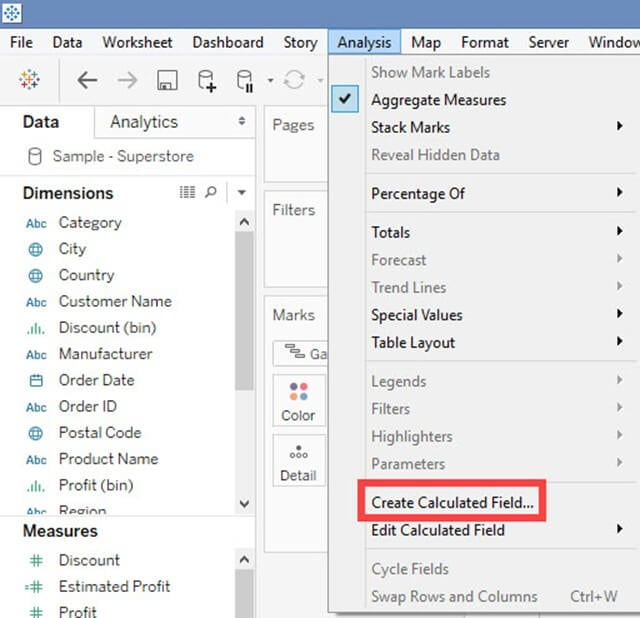 File Data Worksheet Dashboard Story Analysis Map Format Server Window
Data Analytics
Sample - Superstore
Dimensions
Abc Category
City
Country
Abc Customer Name
Discount (bin)
Abc Manufacturer
Order Date
Abc Order ID
Postal Code
Abc Product Name
Profit (bin)
Abc Region
Measures
Discount
Estimated Profit
Profit
Pages
Filters
Marks
Ga
Color
Detail
Show Mark Labels
Aggregate Measures
Stack Marks
Reveal Hidden Data
Percentage Of
Totals
Forecast
Trend Lines
Special Values
Table Layout
Legends
Filters
Highlighters
Parameters
Create Calculated Field...
Edit Calculated Field
Cycle Fields
Swap Rows and Columns Ctrl+W